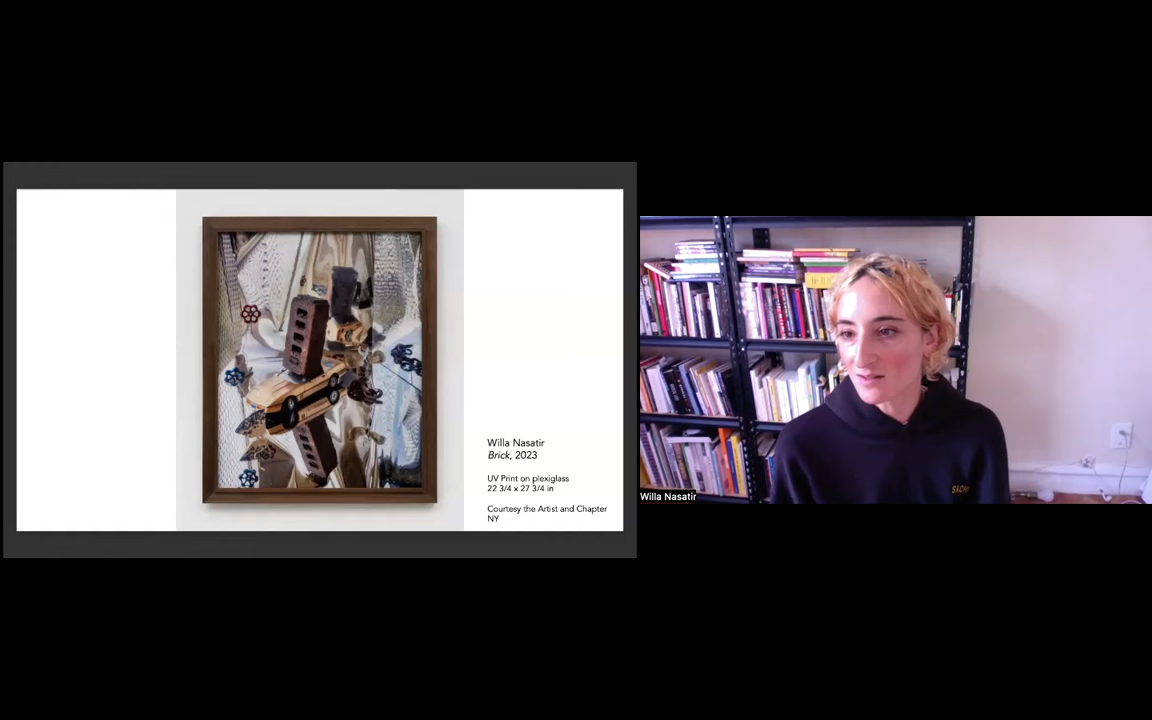 Willa Nasatir
Brick, 2023
UV Print on plexiglass
22 3/4 x 27 3/4 in
Courtesy the Artist and Chapter
NY
Willa Nasatir